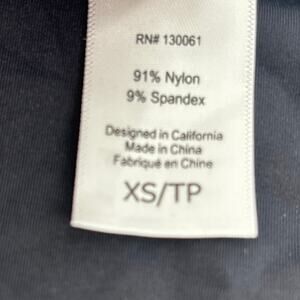 RN# 130061
91% Nylon
9% Spandex
Designed in California
Made in China
Fabriqué en Chine
XS/TP